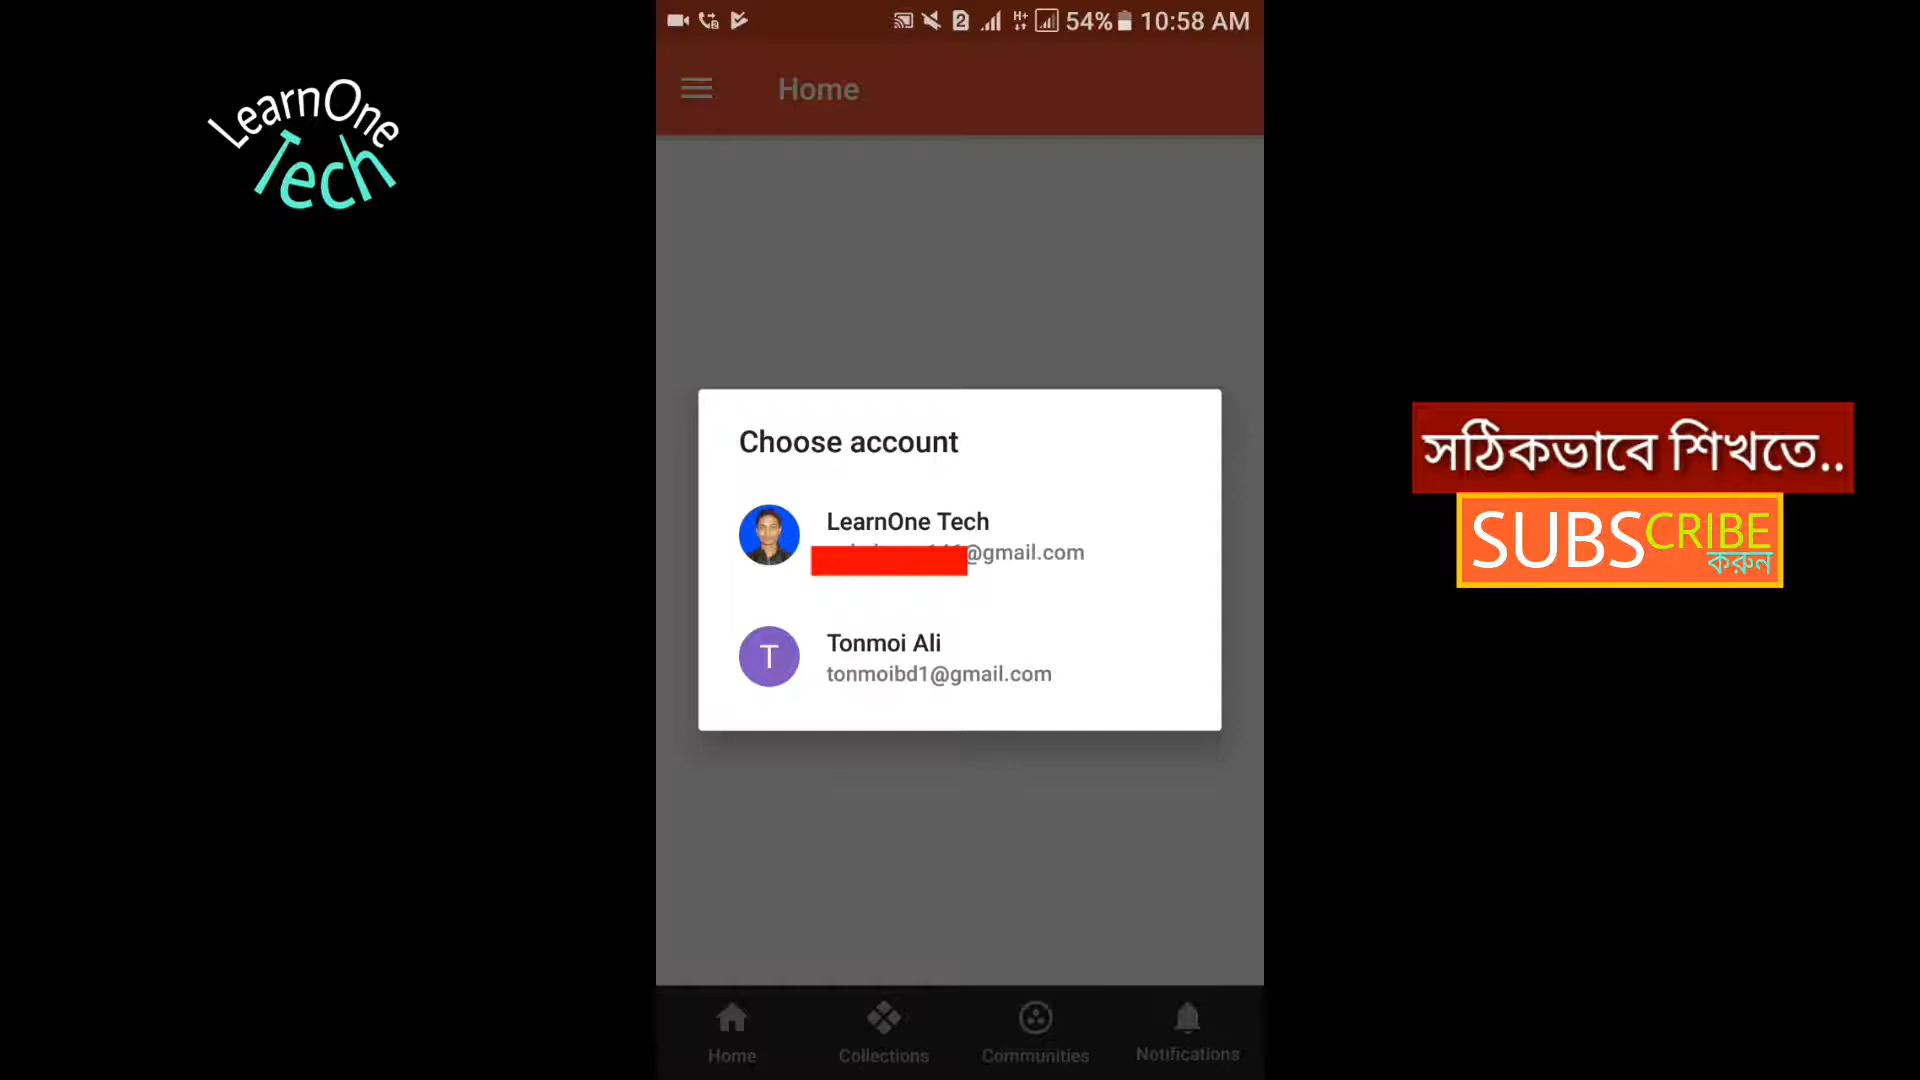 LearnOne
Tech
54% 10:58 AM
Home
Choose account
LearnOne Tech
@gmail.com
T
Tonmoi Ali
tonmoibd1@gmail.com
Home
Collections
Communities
Notifications
সঠিকভাবে শিখতে..
SUBSCRIBE
করুন